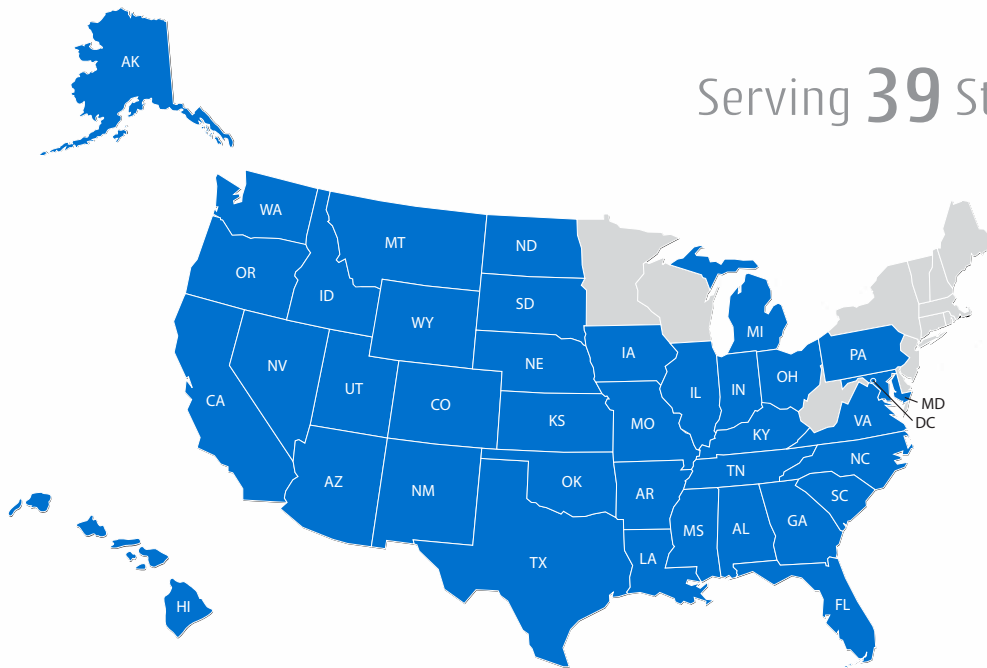 AK
Serving 39 St
WA
MT
ND
OR
ID
SD
WY
MI
IA
PA
NE
NV
OH
UT
IL
IN
CA
CO
MD
KS
MO
VA
DC
KY
NC
TN
AZ
OK
NM
AR
SC
GA
MS
AL
LA
TX
HI
FL